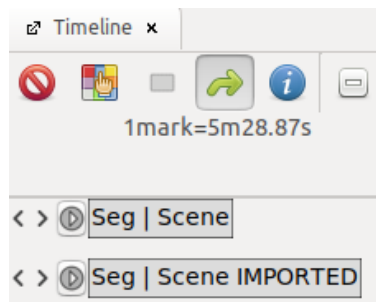 Timeline x
1mark=5m28.87s
< > Seg | Scene
< > Seg | Scene IMPORTED